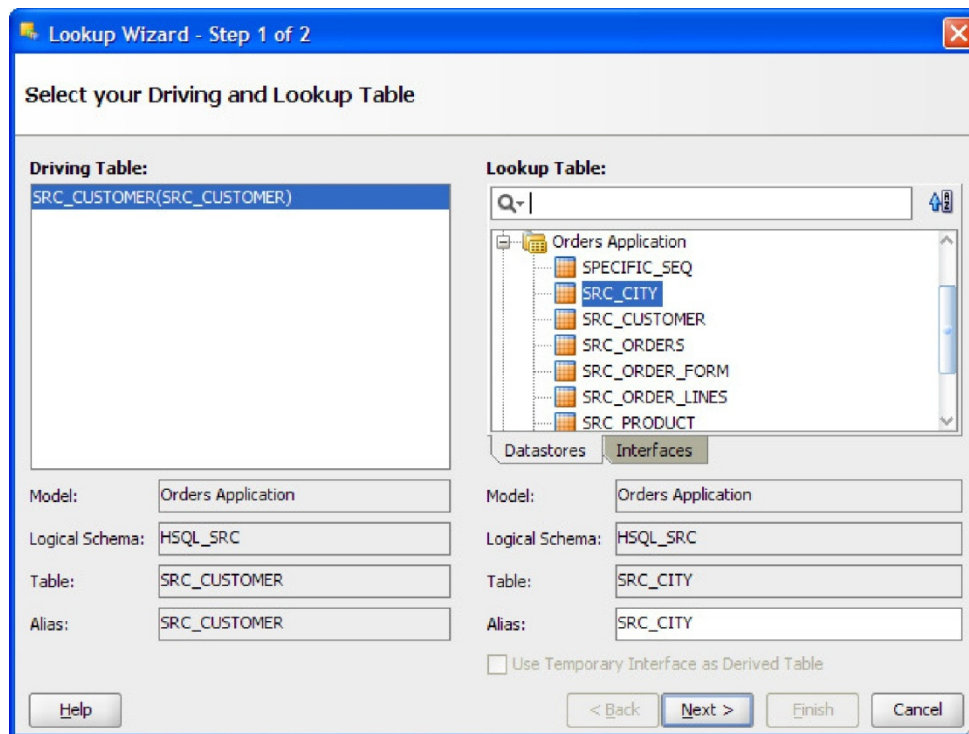 Lookup Wizard - Step 1 of 2
Select your Driving and Lookup Table
Driving Table:
SRC_CUSTOMER(SRC_CUSTOMER)
Lookup Table:
Orders Application
SPECIFIC_SEQ
SRC_CITY
SRC_CUSTOMER
SRC_ORDERS
SRC_ORDER_FORM
SRC_ORDER_LINES
SRC_PRODUCT
Datastores Interfaces
Model: Orders Application
Logical Schema: HSQL_SRC
Table: SRC_CUSTOMER
Alias: SRC_CUSTOMER
Model: Orders Application
Logical Schema: HSQL_SRC
Table: SRC_CITY
Alias: SRC_CITY
Use Temporary Interface as Derived Table
Help < Back Next > Finish Cancel